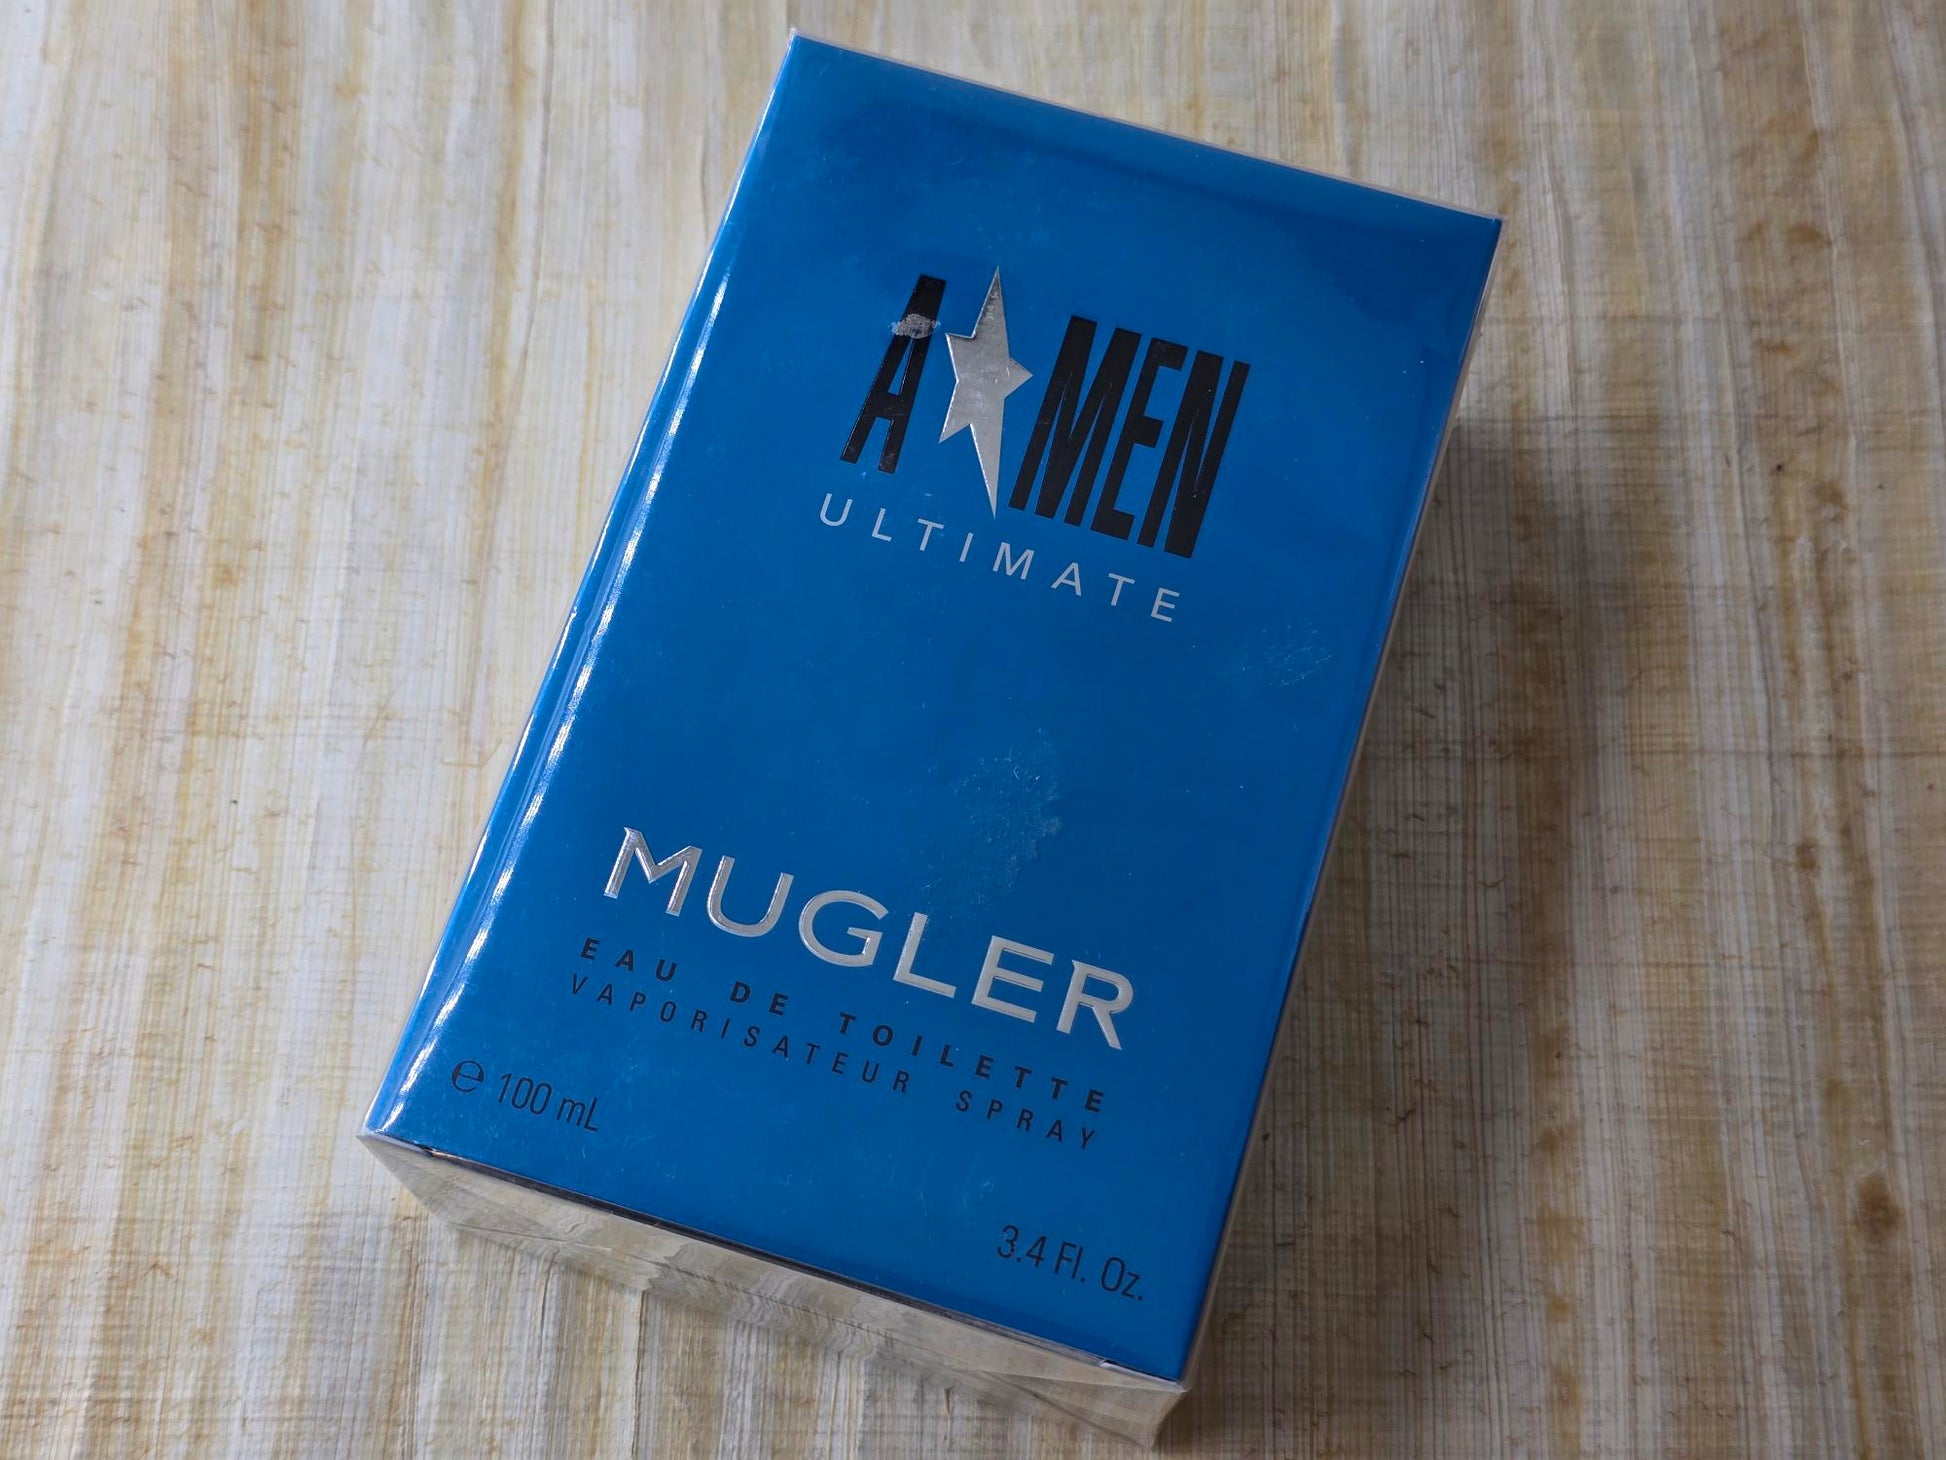 A★MEN
ULTIMATE
MUGLER
EAU DE TOILETTE
VAPORISATEUR SPRAY
℮ 100 mL
3.4 Fl. Oz.